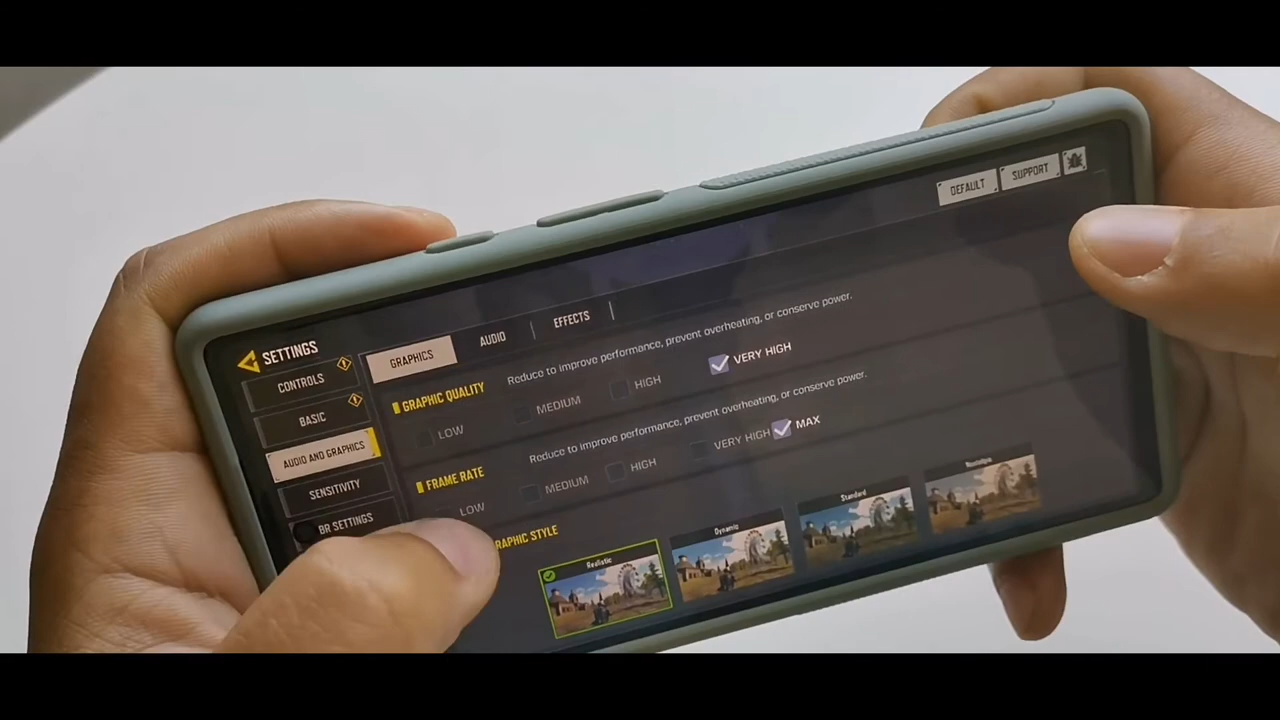 DEFAULT
SUPPORT
SETTINGS
GRAPHICS
AUDIO
EFFECTS
CONTROLS
BASIC
AUDIO AND GRAPHICS
SENSITIVITY
BR SETTINGS
GRAPHIC QUALITY
Reduce to improve performance, prevent overheating, or conserve power.
LOW
MEDIUM
HIGH
VERY HIGH
FRAME RATE
Reduce to improve performance, prevent overheating, or conserve power.
LOW
MEDIUM
HIGH
VERY HIGH
MAX
RAPHIC STYLE
Realistic
Dynamic
Standard
Nostalgia